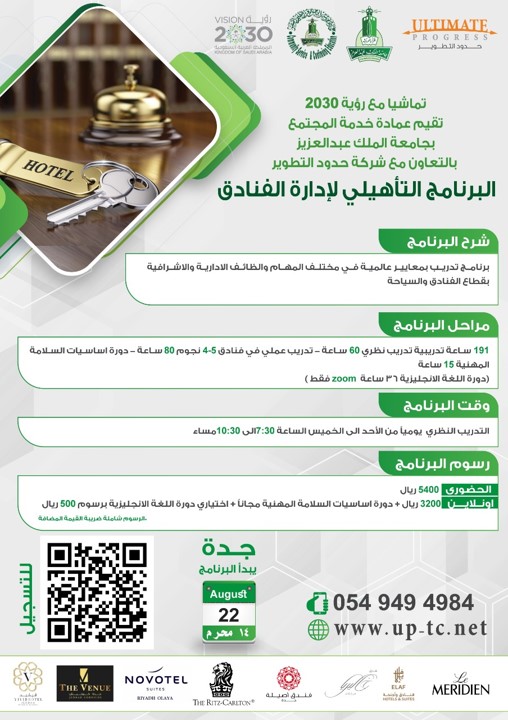 VISION رؤيــة
2030
المملكة العربية السعودية
KINGDOM OF SAUDI ARABIA
ULTIMATE
PROGRESS
حدود التطوير
HOTEL
تماشيا مع رؤية 2030
تقيم عمادة خدمة المجتمع
بجامعة الملك عبدالعزيز
بالتعاون مع شركة حدود التطوير
البرنامج التأهيلي لإدارة الفنادق
شرح البرنامج
برنامج تدريب بمعايير عالمية في مختلف المهام والظائف الادارية والاشرافية
بقطاع الفنادق والسياحة
مراحل البرنامج
191 ساعة تدريبية تدريب نظري 60 ساعة – تدريب عملي في فنادق 5-4 نجوم 80 ساعة – دورة اساسيات السلامة
المهنية 15 ساعة
(دورة اللغة الانجليزية ٣٦ ساعة zoom فقط )
وقت البرنامج
التدريب النظري يومياً من الأحد الى الخميس الساعة 7:30الى 10:30مساء
رسوم البرنامج
الحضوري 5400 ريال
اونلاين 3200 ريال + دورة اساسيات السلامة المهنية مجاناً + اختياري دورة اللغة الانجليزية برسوم 500 ريال
-الرسوم شاملة ضريبة القيمة المضافة
للتسجيل
جدة
يبدأ البرنامج
August
22
١٤ محرم
054 949 4984
www.up-tc.net
V
THE VENUE
NOVOTEL
SUITES
RIYADH OLAYA
THE RITZ-CARLTON
فندق أصيلة
جدة
ELAF
HOTELS & SUITES
Le
MERIDIEN